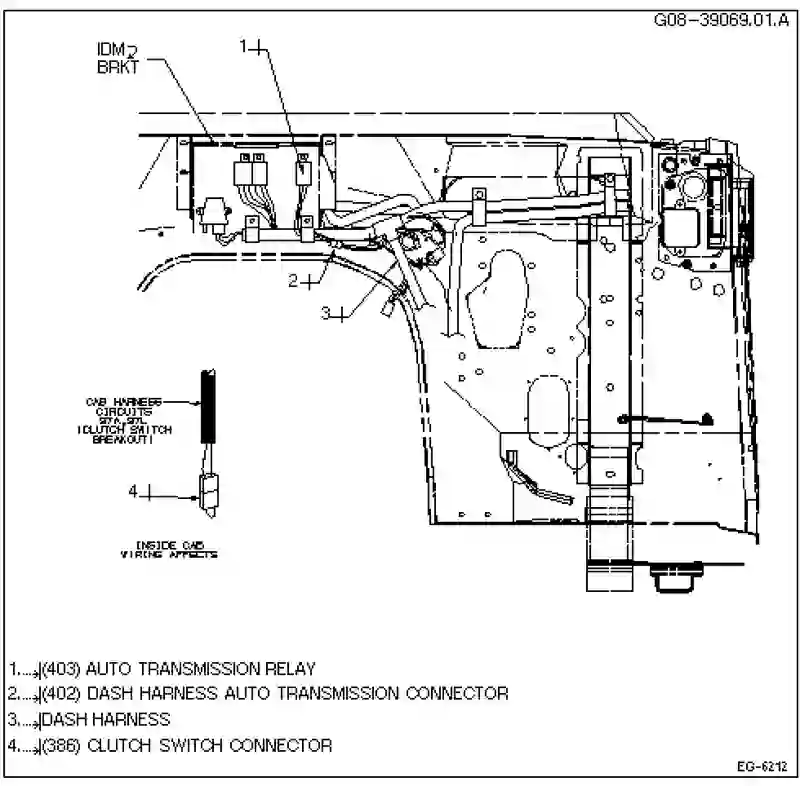 G08-39069.01.A
IDM
BRKT
1
2
3
CAB HARNESS
CIRCUITS
97A,97L
(CLUTCH SWITCH
BREAKOUT)
4
INSIDE CAB
WIRING AFFECTS
1....(403) AUTO TRANSMISSION RELAY
2....(402) DASH HARNESS AUTO TRANSMISSION CONNECTOR
3....DASH HARNESS
4....(386) CLUTCH SWITCH CONNECTOR
EG-6212